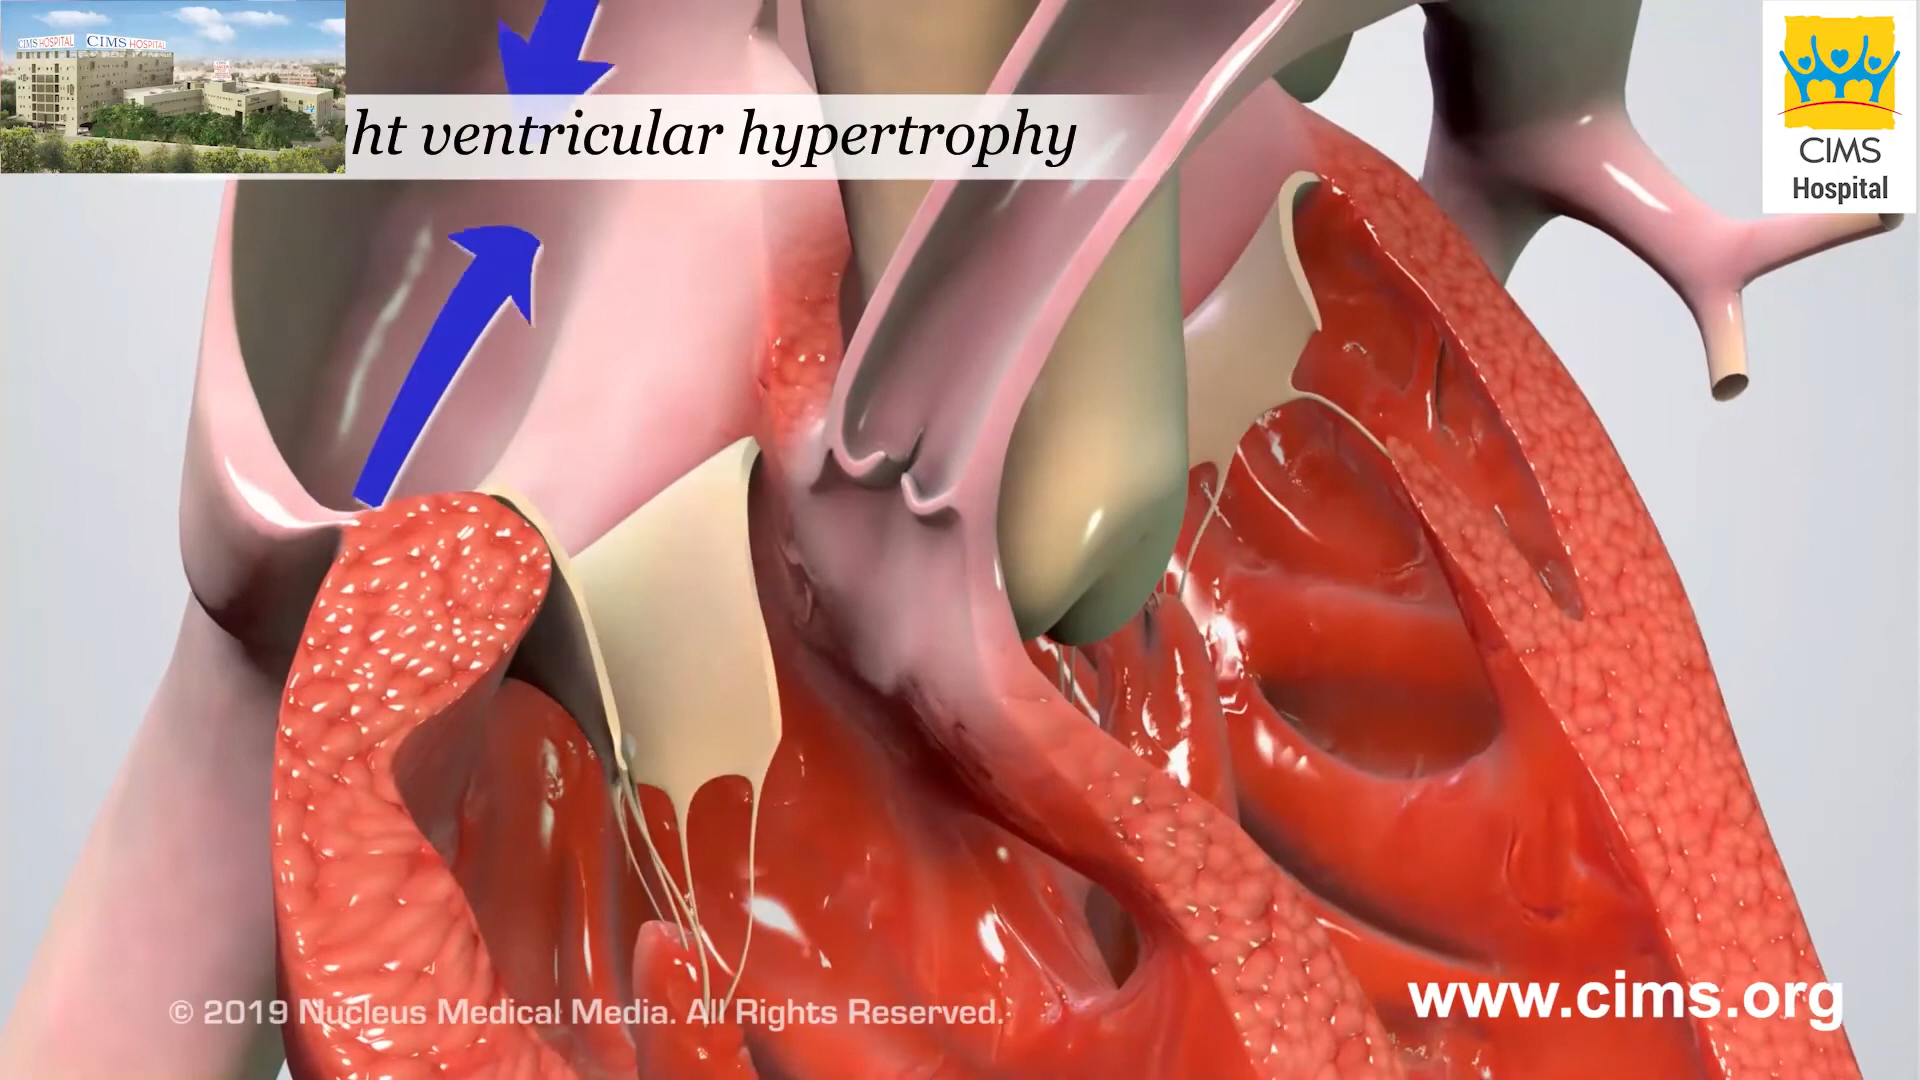 CIMS HOSPITAL CIMS HOSPITAL
ht ventricular hypertrophy
CIMS
Hospital
© 2019 Nucleus Medical Media. All Rights Reserved.
www.cims.org